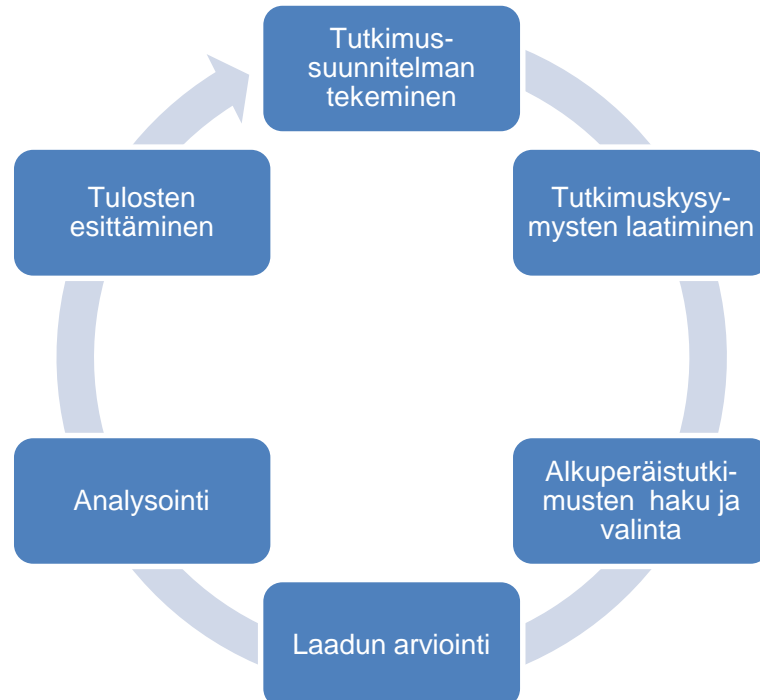 Tutkimus-
suunnitelman
tekeminen
Tutkimuskysy-
mysten laatiminen
Alkuperäistutki-
musten haku ja
valinta
Laadun arviointi
Analysointi
Tulosten
esittäminen